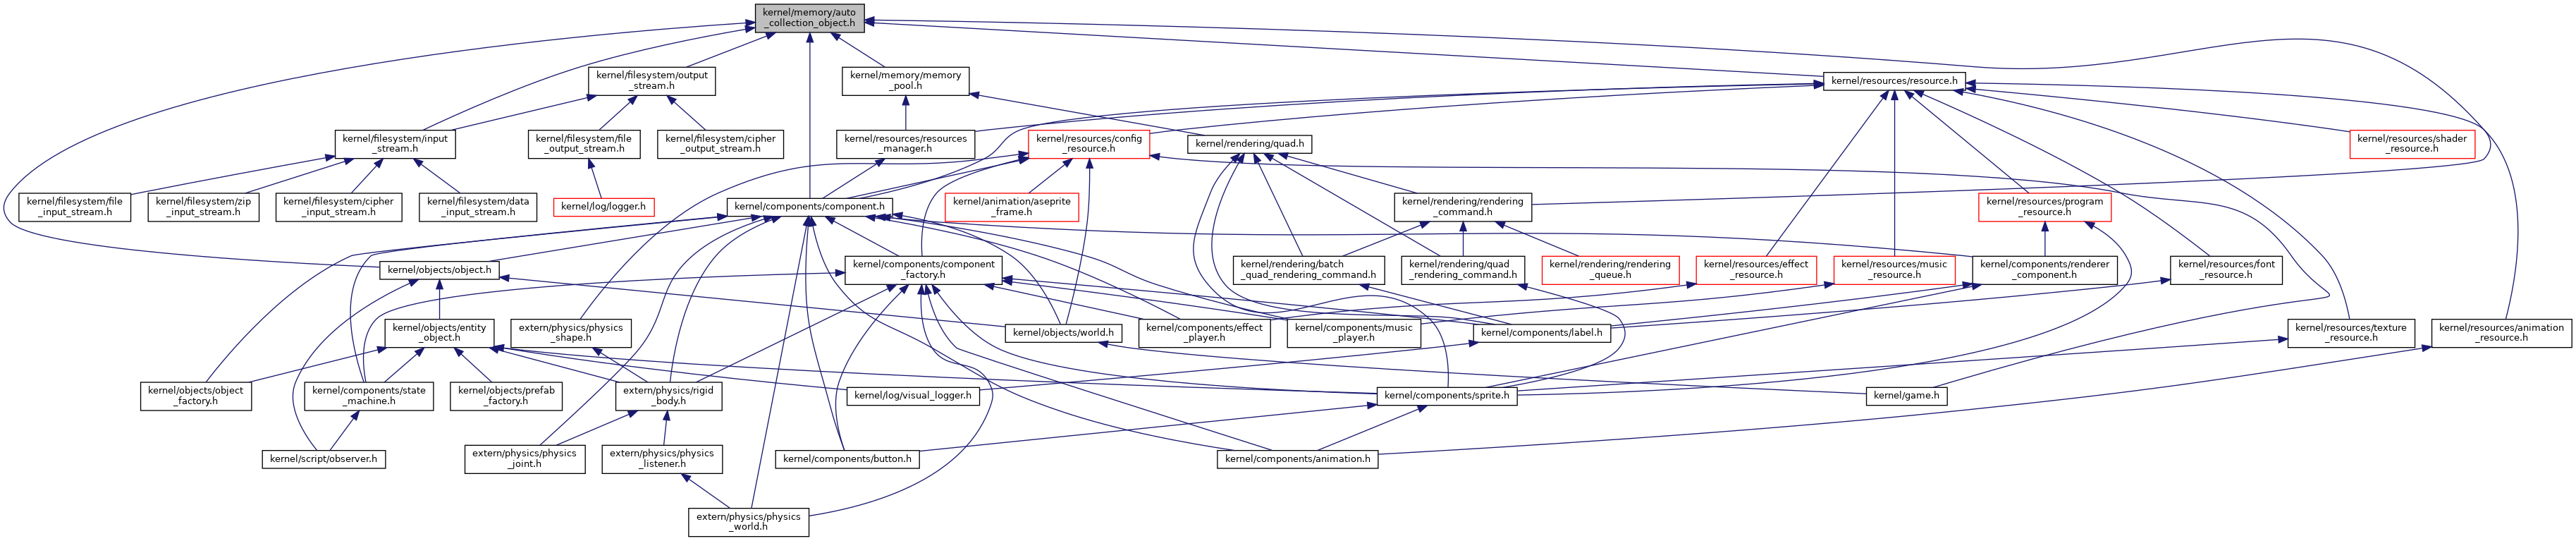 kernel/memory/auto
_collection_object.h
kernel/filesystem/output
_stream.h
kernel/memory/memory
_pool.h
kernel/resources/resource.h
kernel/filesystem/input
_stream.h
kernel/filesystem/file
_output_stream.h
kernel/filesystem/cipher
_output_stream.h
kernel/resources/resources
_manager.h
kernel/resources/config
_resource.h
kernel/rendering/quad.h
kernel/resources/shader
_resource.h
kernel/filesystem/file
_input_stream.h
kernel/filesystem/zip
_input_stream.h
kernel/filesystem/cipher
_input_stream.h
kernel/filesystem/data
_input_stream.h
kernel/log/logger.h
kernel/components/component.h
kernel/animation/aseprite
_frame.h
kernel/rendering/rendering
_command.h
kernel/resources/program
_resource.h
kernel/objects/object.h
kernel/components/component
_factory.h
kernel/rendering/batch
_quad_rendering_command.h
kernel/rendering/quad
_rendering_command.h
kernel/rendering/rendering
_queue.h
kernel/resources/effect
_resource.h
kernel/resources/music
_resource.h
kernel/components/renderer
_component.h
kernel/resources/font
_resource.h
kernel/objects/entity
_object.h
extern/physics/physics
_shape.h
kernel/objects/world.h
kernel/components/effect
_player.h
kernel/components/music
_player.h
kernel/components/label.h
kernel/resources/texture
_resource.h
kernel/resources/animation
_resource.h
kernel/objects/object
_factory.h
kernel/components/state
_machine.h
kernel/objects/prefab
_factory.h
extern/physics/rigid
_body.h
kernel/log/visual_logger.h
kernel/components/sprite.h
kernel/game.h
kernel/script/observer.h
extern/physics/physics
_joint.h
extern/physics/physics
_listener.h
kernel/components/button.h
kernel/components/animation.h
extern/physics/physics
_world.h